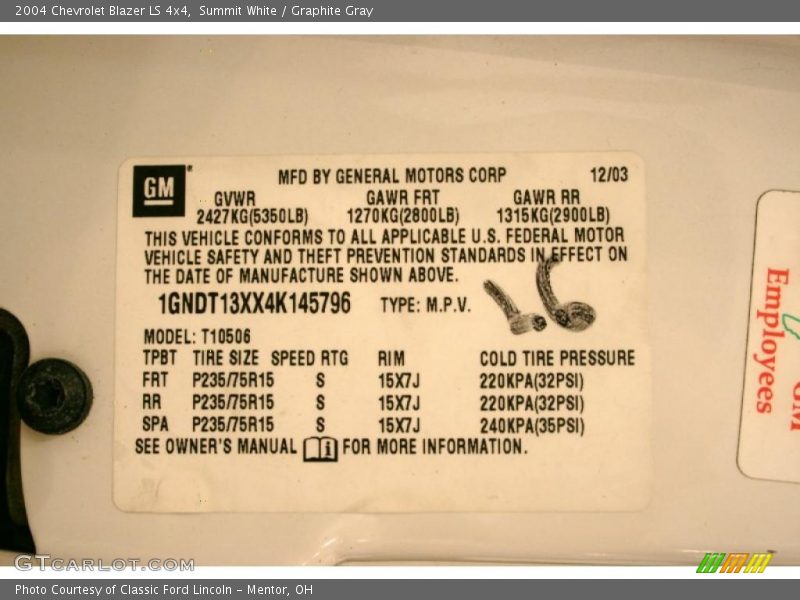 2004 Chevrolet Blazer LS 4x4, Summit White / Graphite Gray
GM
MFD BY GENERAL MOTORS CORP 12/03
GVWR GAWR FRT GAWR RR
2427KG(5350LB) 1270KG(2800LB) 1315KG(2900LB)
THIS VEHICLE CONFORMS TO ALL APPLICABLE U.S. FEDERAL MOTOR
VEHICLE SAFETY AND THEFT PREVENTION STANDARDS IN EFFECT ON
THE DATE OF MANUFACTURE SHOWN ABOVE.
1GNDT13XX4K145796 TYPE: M.P.V.
16
MODEL: T10506
TPBT TIRE SIZE SPEED RTG RIM COLD TIRE PRESSURE
FRT P235/75R15 S 15X7J 220KPA(32PSI)
RR P235/75R15 S 15X7J 220KPA(32PSI)
SPA P235/75R15 S 15X7J 240KPA(35PSI)
SEE OWNER'S MANUAL i FOR MORE INFORMATION.
GM
Employees
GTCARLOT.COM
Photo Courtesy of Classic Ford Lincoln - Mentor, OH